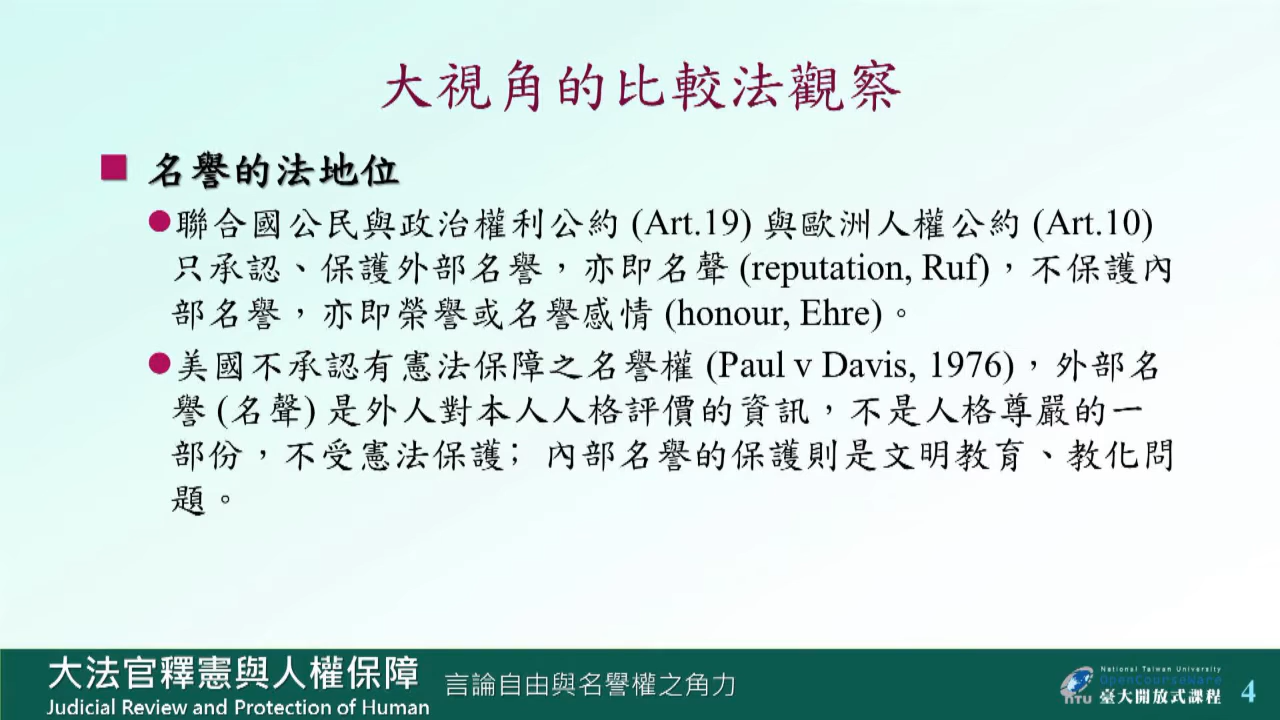 大視角的比較法觀察
名譽的法地位
聯合國公民與政治權利公約 (Art.19) 與歐洲人權公約 (Art.10)
只承認、保護外部名譽，亦即名聲 (reputation, Ruf)，不保護內
部名譽，亦即榮譽或名譽感情 (honour, Ehre)。
美國不承認有憲法保障之名譽權 (Paul v Davis, 1976)，外部名
譽 (名聲) 是外人對本人人格評價的資訊，不是人格尊嚴的一
部份，不受憲法保護；內部名譽的保護則是文明教育、教化問
題。
大法官釋憲與人權保障
Judicial Review and Protection of Human
言論自由與名譽權之角力
National Taiwan University
OpenCourseWare
NTU 臺大開放式課程
4